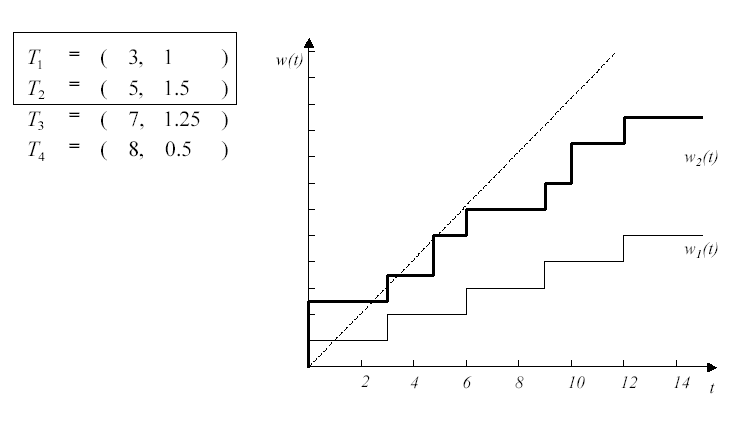 T₁ = ( 3, 1 )
T₂ = ( 5, 1.5 )
T₃ = ( 7, 1.25 )
T₄ = ( 8, 0.5 )
w(t)
w₂(t)
w₁(t)
2 4 6 8 10 12 14 t